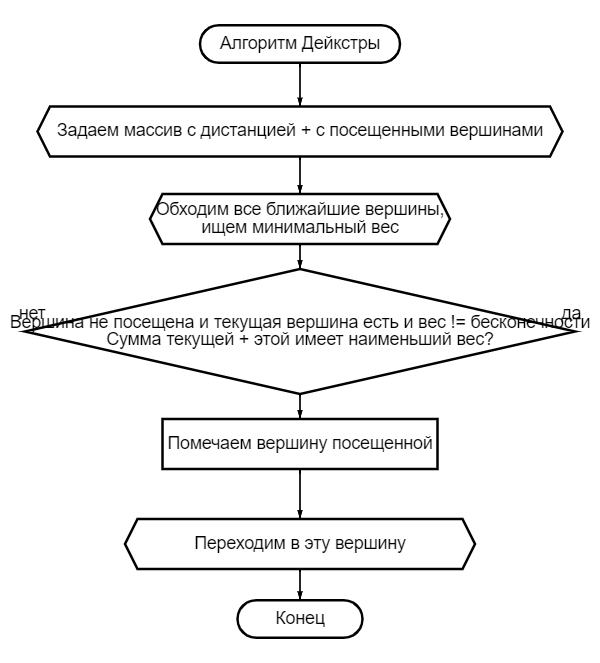 Алгоритм Дейкстры
Задаем массив с дистанцией + с посещенными вершинами
Обходим все ближайшие вершины,
ищем минимальный вес
нет
да
Вершина не посещена и текущая вершина есть и вес != бесконечности
Сумма текущей + этой имеет наименьший вес?
Помечаем вершину посещенной
Переходим в эту вершину
Конец